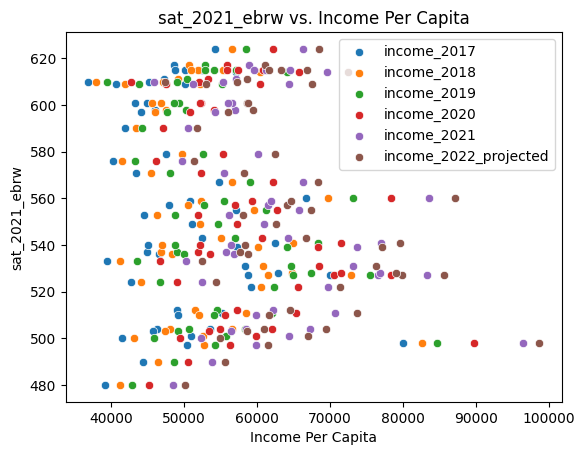 sat_2021_ebrw vs. Income Per Capita
income_2017
income_2018
income_2019
income_2020
income_2021
income_2022_projected
sat_2021_ebrw
620
600
580
560
540
520
500
480
40000 50000 60000 70000 80000 90000 100000
Income Per Capita